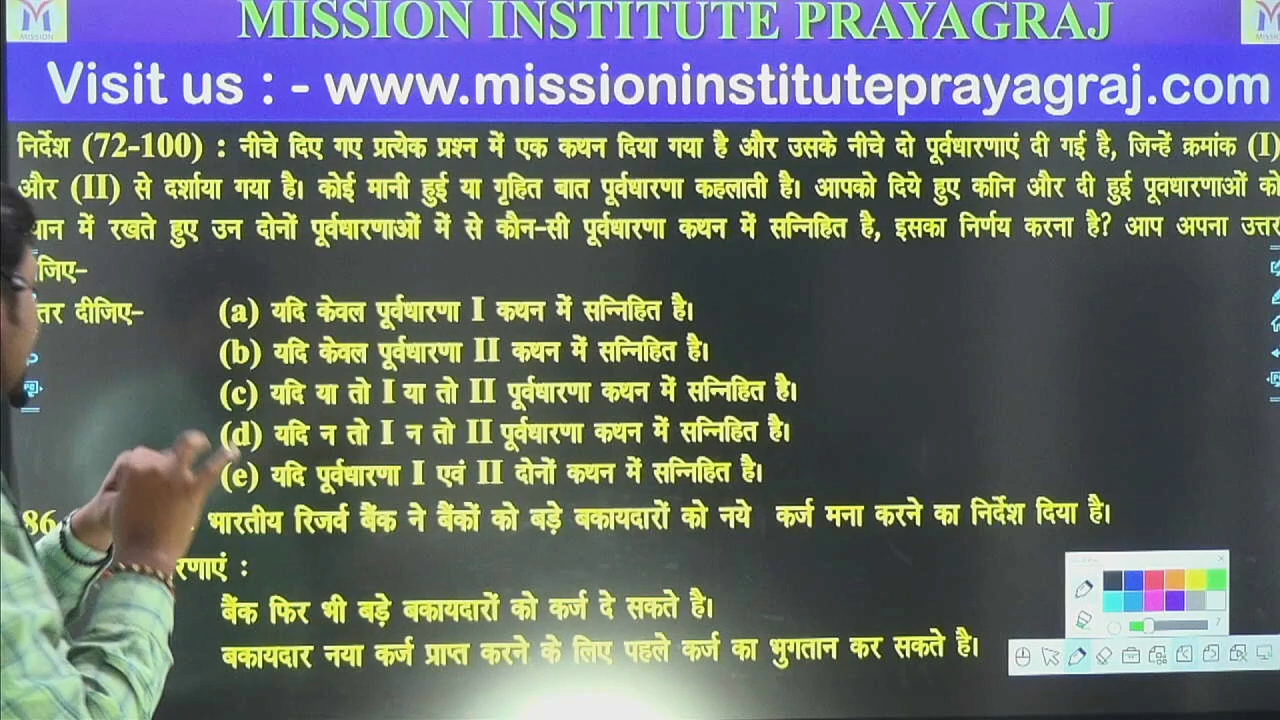 MISSION INSTITUTE PRAYAGRAJ
MISSION
Visit us : - www.missioninstituteprayagraj.com
निर्देश (72-100) : नीचे दिए गए प्रत्येक प्रश्न में एक कथन दिया गया है और उसके नीचे दो पूर्वधारणाएं दी गई है, जिन्हें क्रमांक (I)
और (II) से दर्शाया गया है। कोई मानी हुई या गृहित बात पूर्वधारणा कहलाती है। आपको दिये हुए कानि और दी हुई पूवधारणाओं को
में रखते हुए उन दोनों पूर्वधारणाओं में से कौन-सी पूर्वधारणा कथन में सन्निहित है, इसका निर्णय करना है? आप अपना उत्तर
जिए-
तर दीजिए- (a) यदि केवल पूर्वधारणा I कथन में सन्निहित है।
(b) यदि केवल पूर्वधारणा II कथन में सन्निहित है।
(c) यदि या तो I या तो II पूर्वधारणा कथन में सन्निहित है।
(d) यदि न तो I न तो II पूर्वधारणा कथन में सन्निहित है।
(e) यदि पूर्वधारणा I एवं II दोनों कथन में सन्निहित है।
86 भारतीय रिजर्व बैंक ने बैंकों को बड़े बकायदारों को नये कर्ज मना करने का निर्देश दिया है।
रणाएं :
बैंक फिर भी बड़े बकायदारों को कर्ज दे सकते है।
बकायदार नया कर्ज प्राप्त करने के लिए पहले कर्ज का भुगतान कर सकते है।